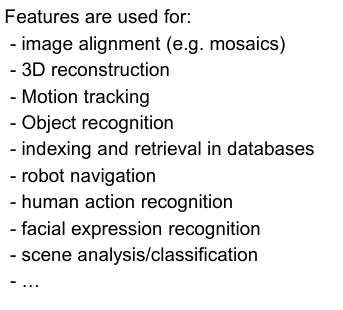 Features are used for:
- image alignment (e.g. mosaics)
- 3D reconstruction
- Motion tracking
- Object recognition
- indexing and retrieval in databases
- robot navigation
- human action recognition
- facial expression recognition
- scene analysis/classification
- …